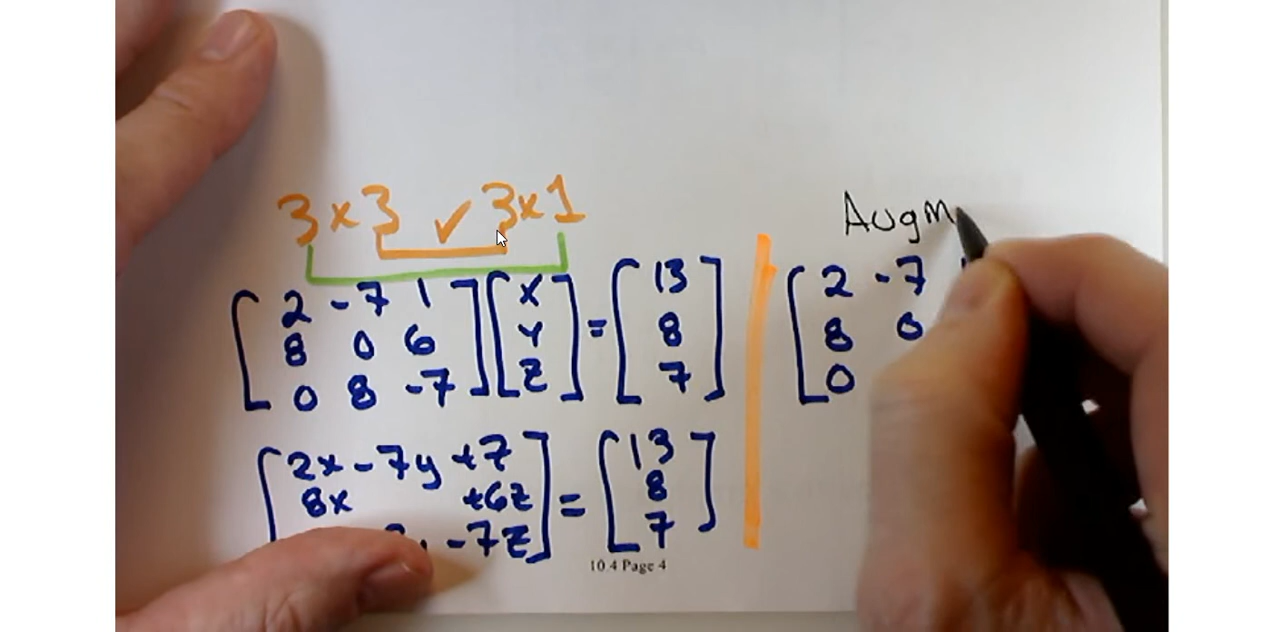 3x3 ✓ 3x1
Augm
[2 -7 1] [x] = [13] [2 -7
8 0 6 y 8 8 0
0 8 -7 z 7 0
[2x - 7y + 7] = [13]
8x +6z 8
-7z 7
10.4 Page 4